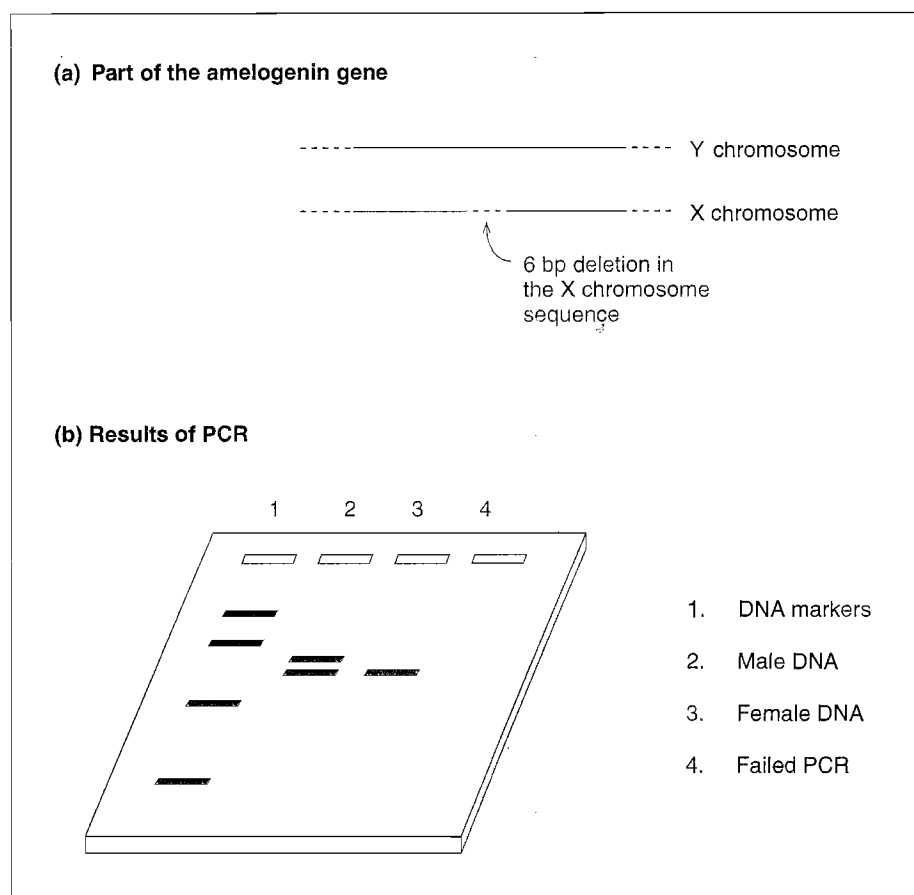 (a) Part of the amelogenin gene
Y chromosome
X chromosome
6 bp deletion in
the X chromosome
sequence
(b) Results of PCR
1 2 3 4
1. DNA markers
2. Male DNA
3. Female DNA
4. Failed PCR